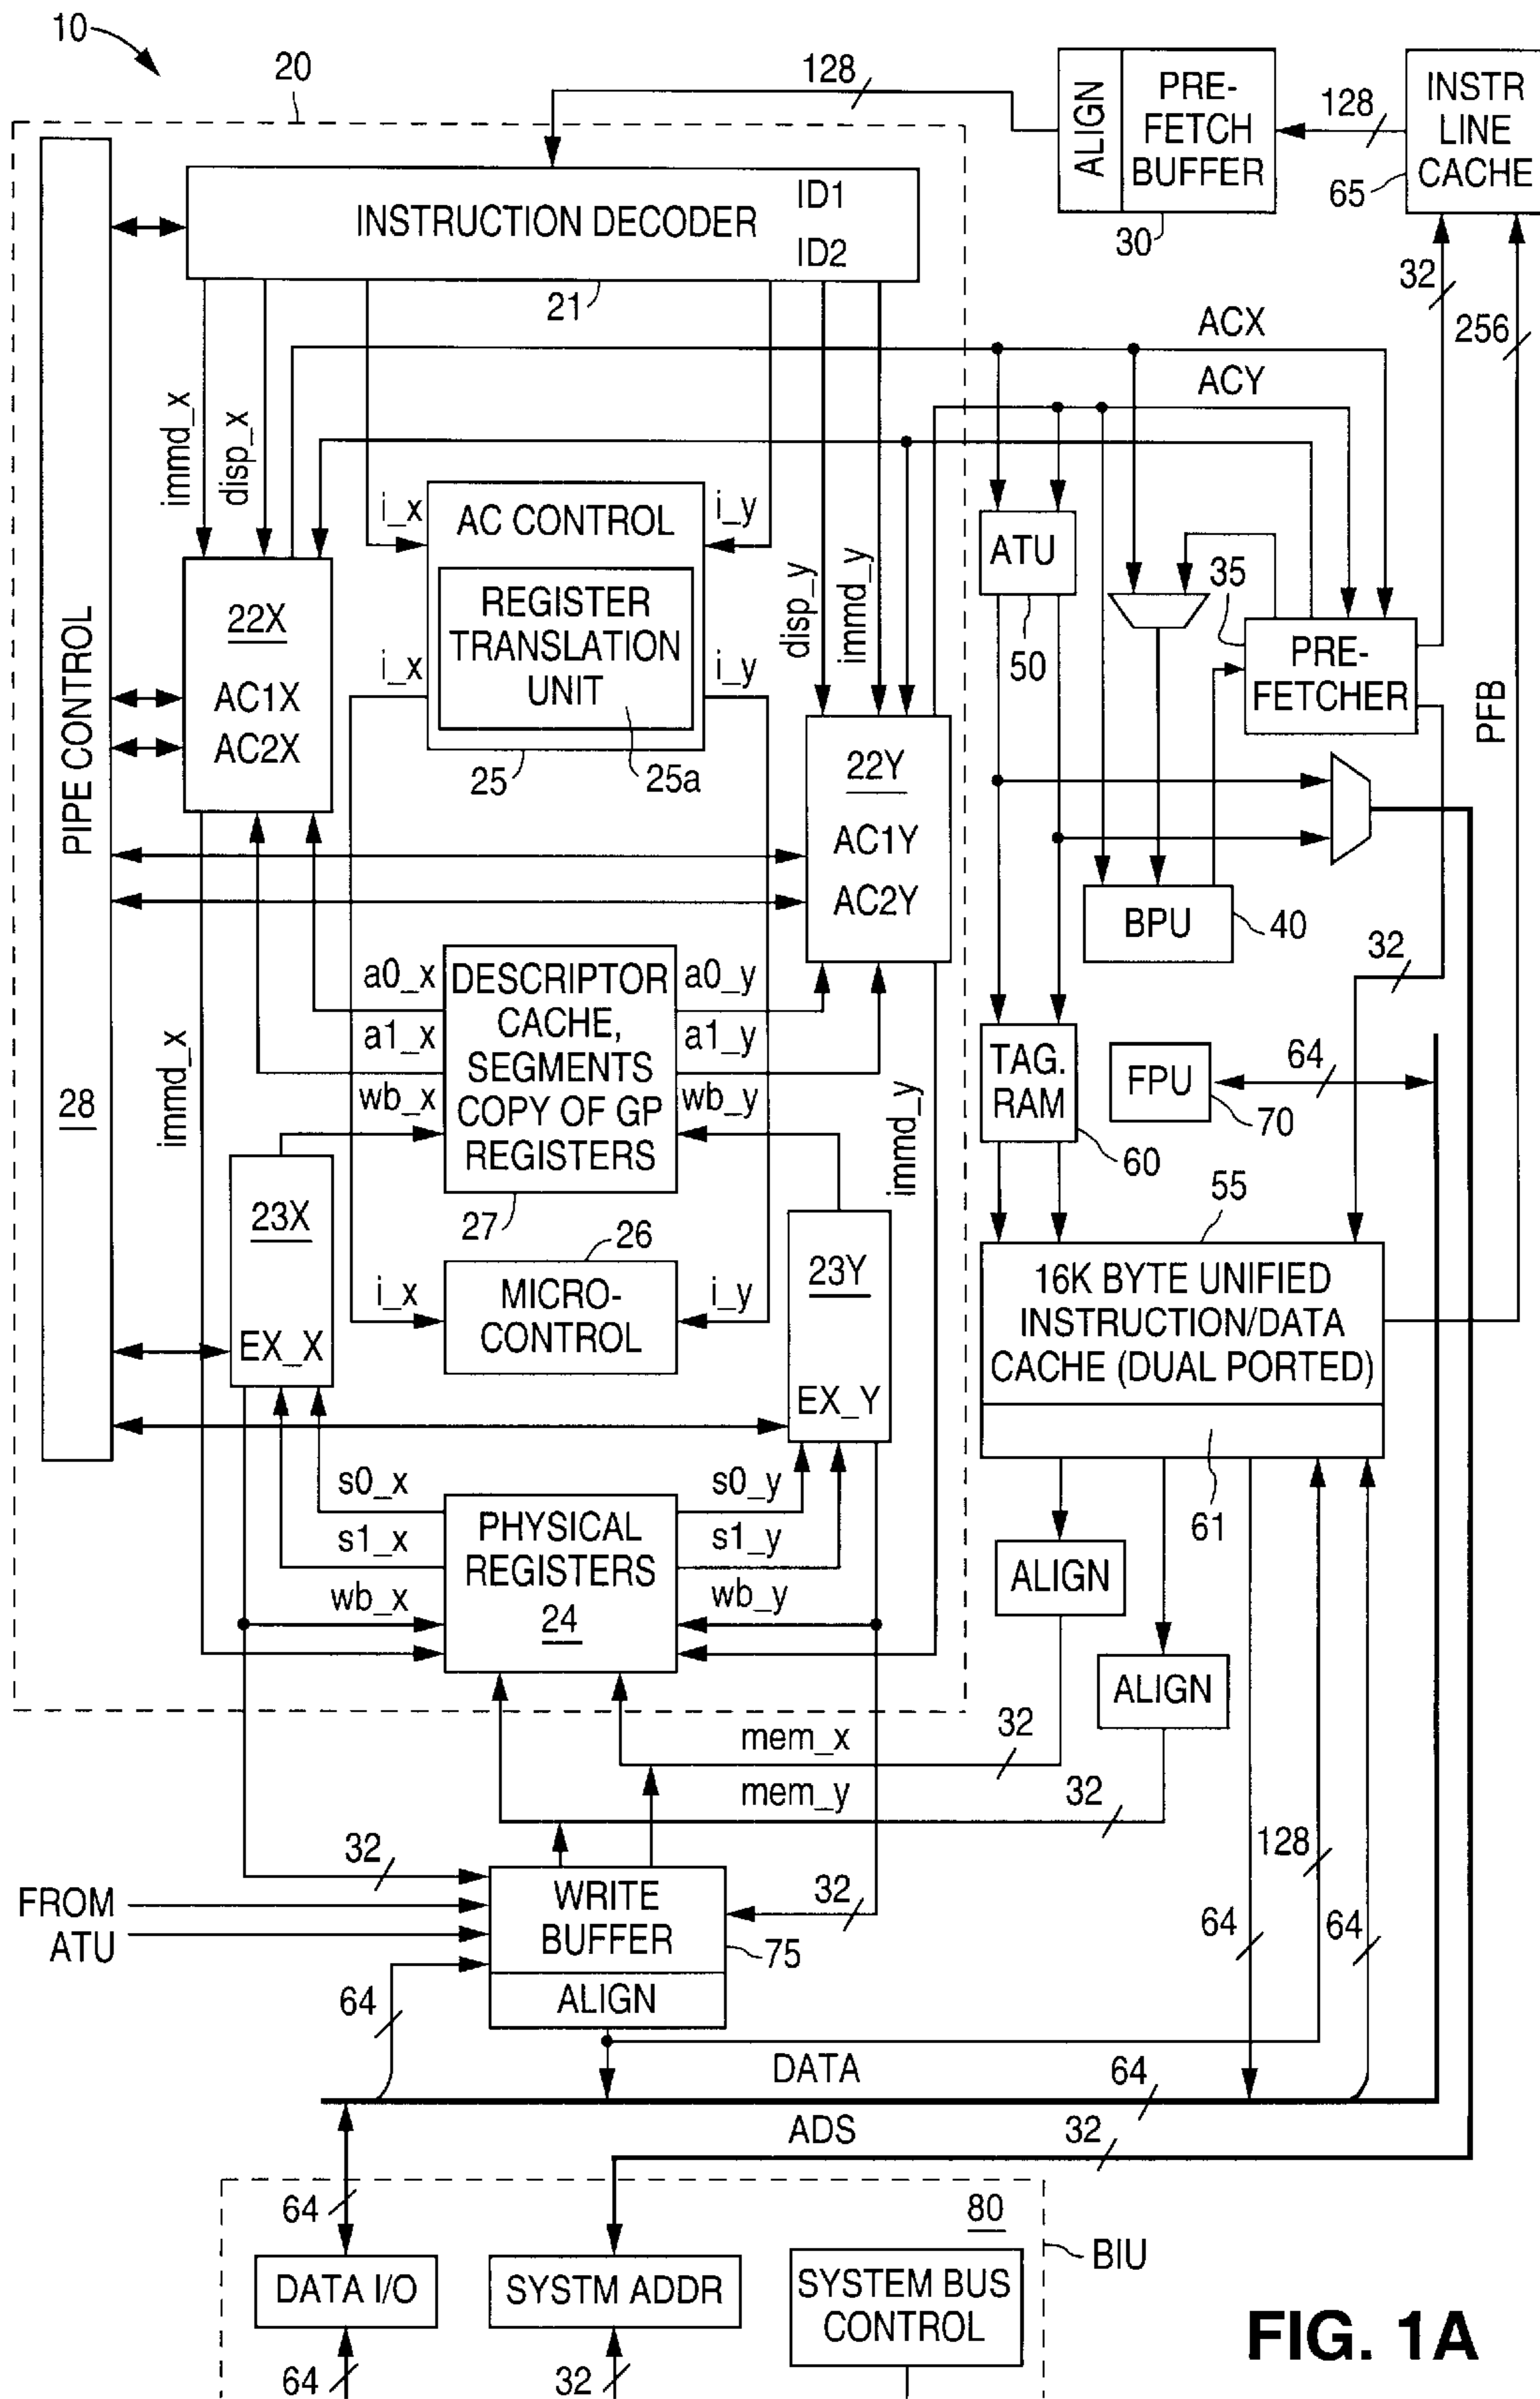 10
20
128
ALIGN
PRE-
FETCH
BUFFER
30
128
INSTR
LINE
CACHE
65
32
256
PFB
INSTRUCTION DECODER
ID1
ID2
21
ACX
ACY
immd_x
disp_x
i_x
AC CONTROL
i_y
REGISTER
TRANSLATION
UNIT
i_x
i_y
25
25a
disp_y
immd_y
ATU
50
35
PRE-
FETCHER
PIPE CONTROL
28
22X
AC1X
AC2X
22Y
AC1Y
AC2Y
BPU
40
32
a0_x
a1_x
wb_x
DESCRIPTOR
CACHE,
SEGMENTS
COPY OF GP
REGISTERS
a0_y
a1_y
wb_y
27
immd_x
immd_y
TAG.
RAM
60
FPU
70
64
55
23X
EX_X
26
i_x
MICRO-
CONTROL
i_y
23Y
EX_Y
16K BYTE UNIFIED
INSTRUCTION/DATA
CACHE (DUAL PORTED)
61
s0_x
s1_x
wb_x
PHYSICAL
REGISTERS
24
s0_y
s1_y
wb_y
ALIGN
ALIGN
mem_x
32
mem_y
32
32
FROM
ATU
WRITE
BUFFER
ALIGN
32
75
64
128
64
64
DATA
64
ADS
32
64
80
BIU
DATA I/O
SYSTM ADDR
SYSTEM BUS
CONTROL
64
32
FIG. 1A